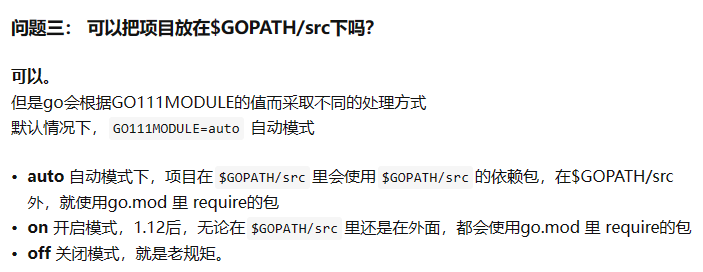 问题三： 可以把项目放在$GOPATH/src下吗?
可以。
但是go会根据GO111MODULE的值而采取不同的处理方式
默认情况下， GO111MODULE=auto 自动模式
• auto 自动模式下，项目在 $GOPATH/src 里会使用 $GOPATH/src 的依赖包，在$GOPATH/src
外，就使用go.mod 里 require的包
• on 开启模式，1.12后，无论在 $GOPATH/src 里还是在外面，都会使用go.mod 里 require的包
• off 关闭模式，就是老规矩。